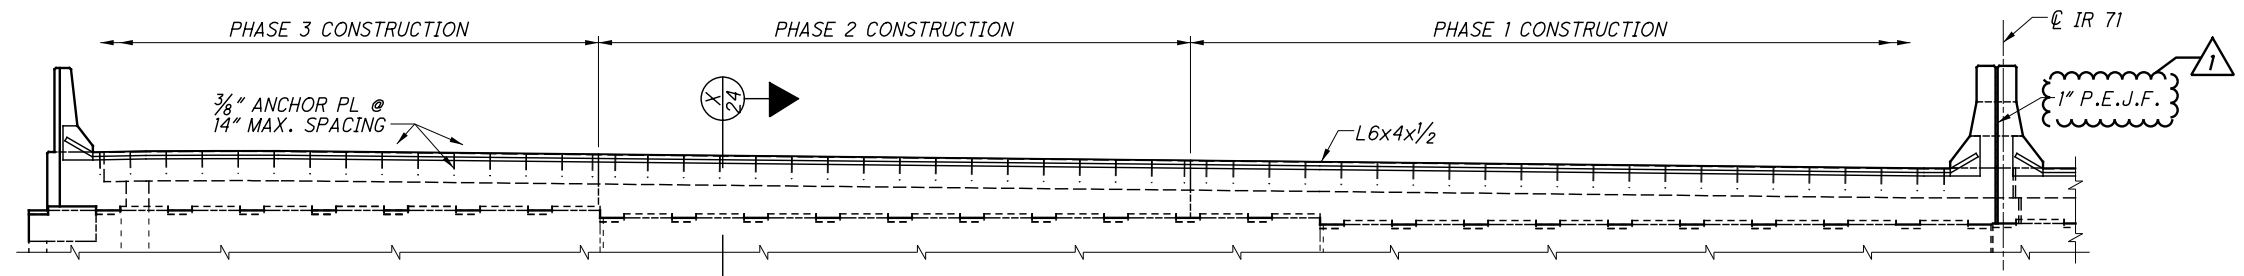 PHASE 3 CONSTRUCTION
PHASE 2 CONSTRUCTION
PHASE 1 CONSTRUCTION
℄ IR 71
1
1" P.E.J.F.
X
24
3/8" ANCHOR PL @
14" MAX. SPACING
L6x4x1/2